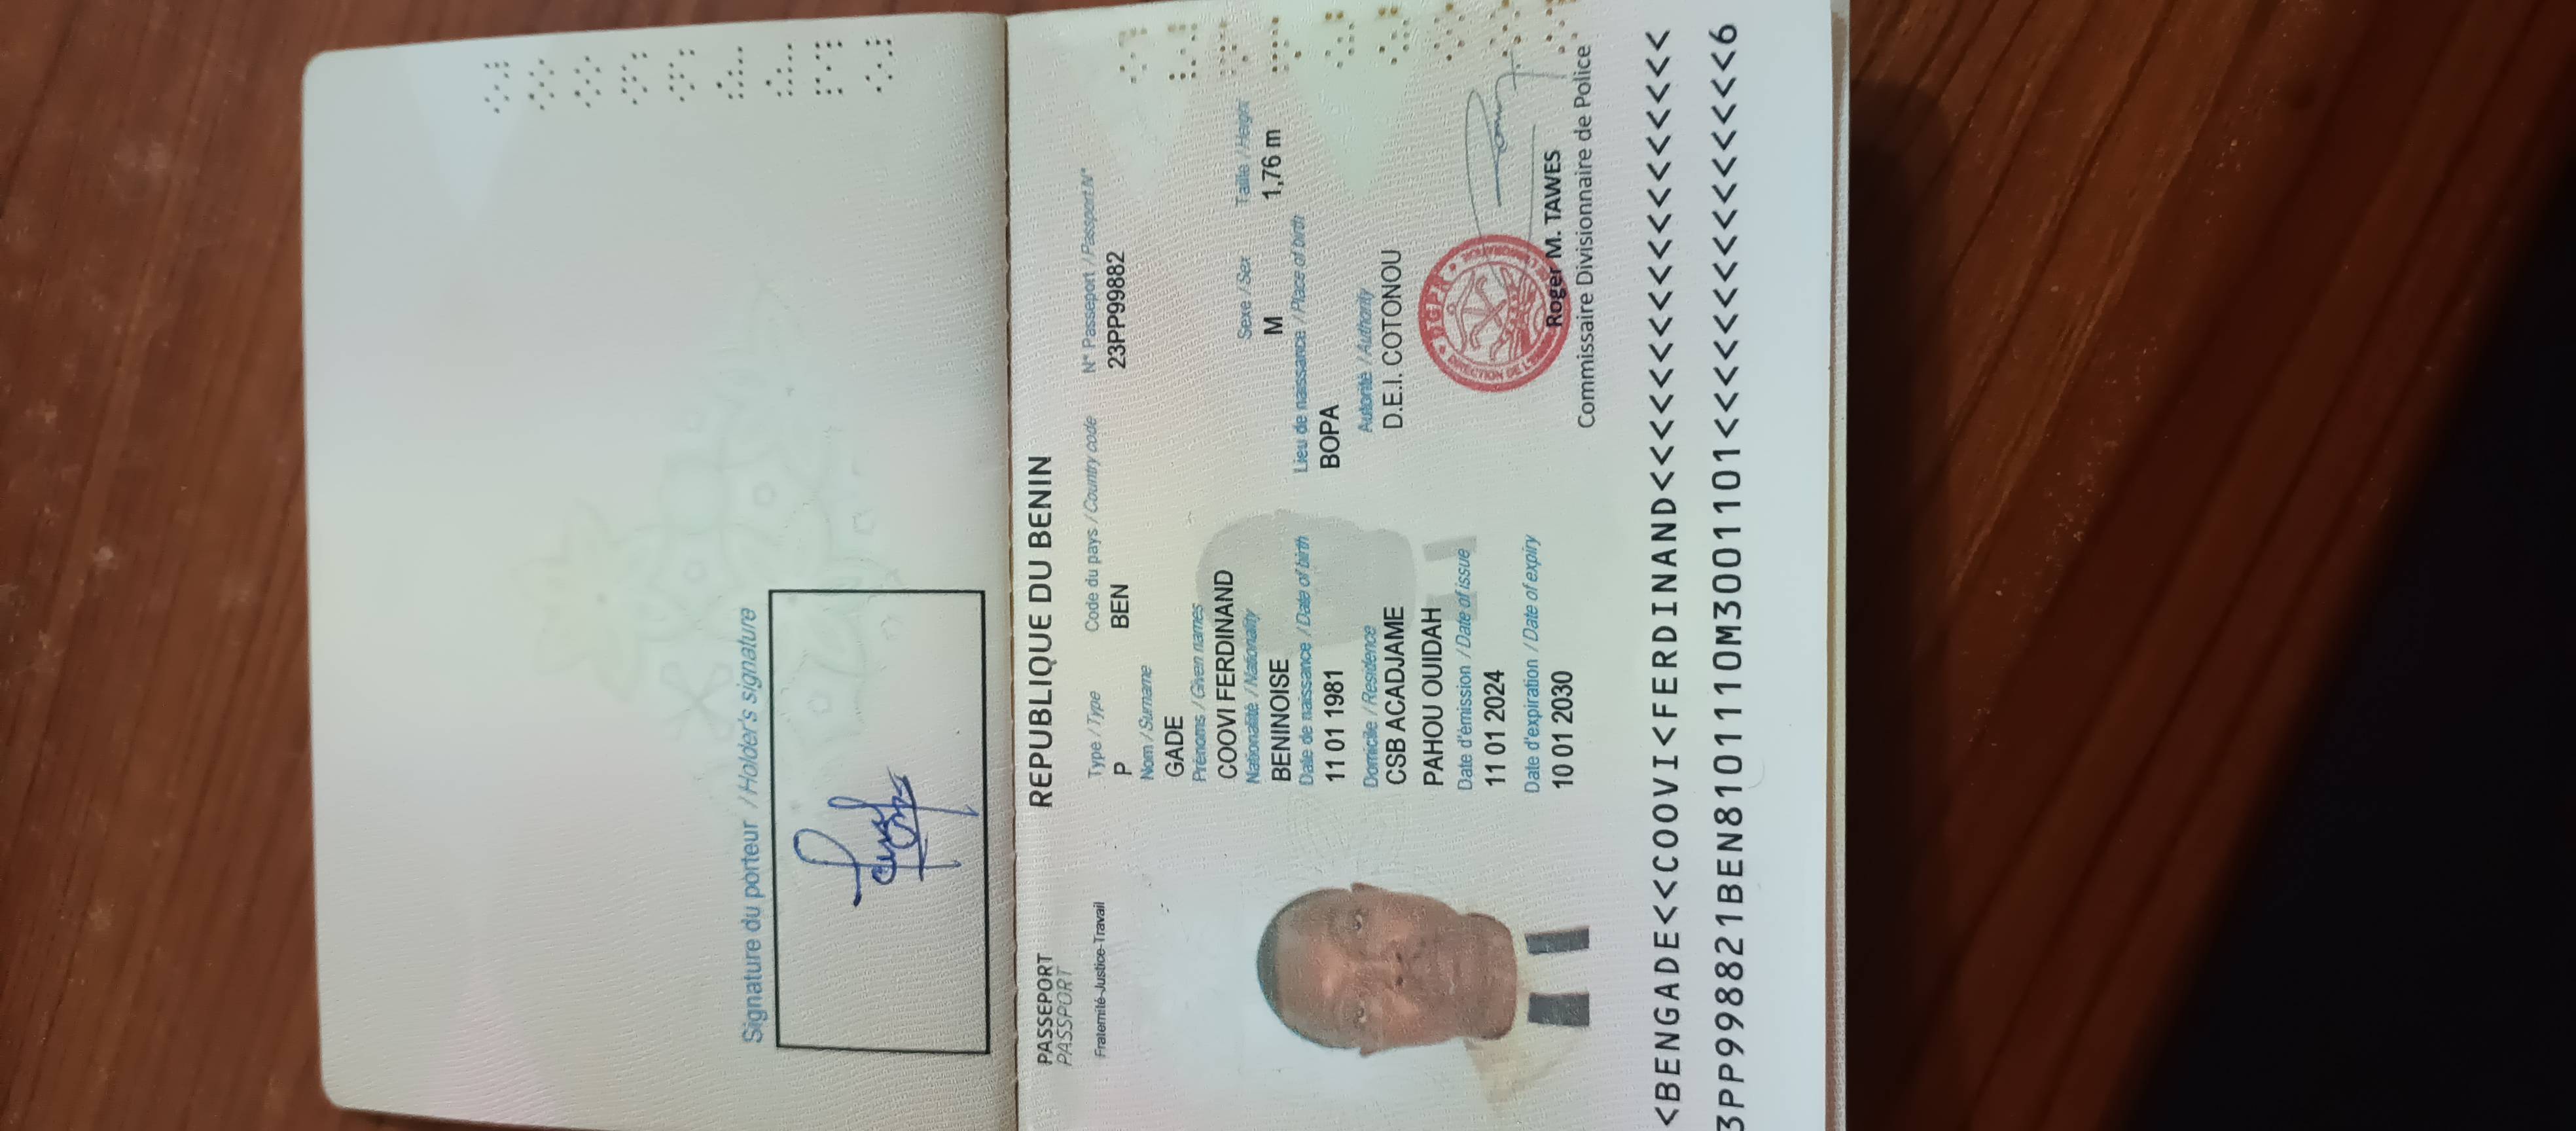 Signature du porteur / Holder's signature
PASSEPORT
PASSPORT
REPUBLIQUE DU BENIN
Fraternité-Justice-Travail
Type / Type
Code du pays / Country code
N° Passeport / Passport N°
P
BEN
23PP99882
Nom / Surname
GADE
Prénoms / Given names
COOVI FERDINAND
Nationalité / Nationality
Sexe / Sex
Taille / Height
BENINOISE
M
1,76 m
Date de naissance / Date of birth
Lieu de naissance / Place of birth
11 01 1981
BOPA
Domicile / Residence
Autorité / Authority
CSB ACADJAME
D.E.I. COTONOU
PAHOU OUIDAH
Date d'émission / Date of issue
11 01 2024
Date d'expiration / Date of expiry
10 01 2030
Roger M. TAWES
Commissaire Divisionnaire de Police
<BENGADE<<COOVI<FERDINAND<<<<<<<<<<<<<<<<<<
3PP998821BEN8101110M3001101<<<<<<<<<<<<<<<6